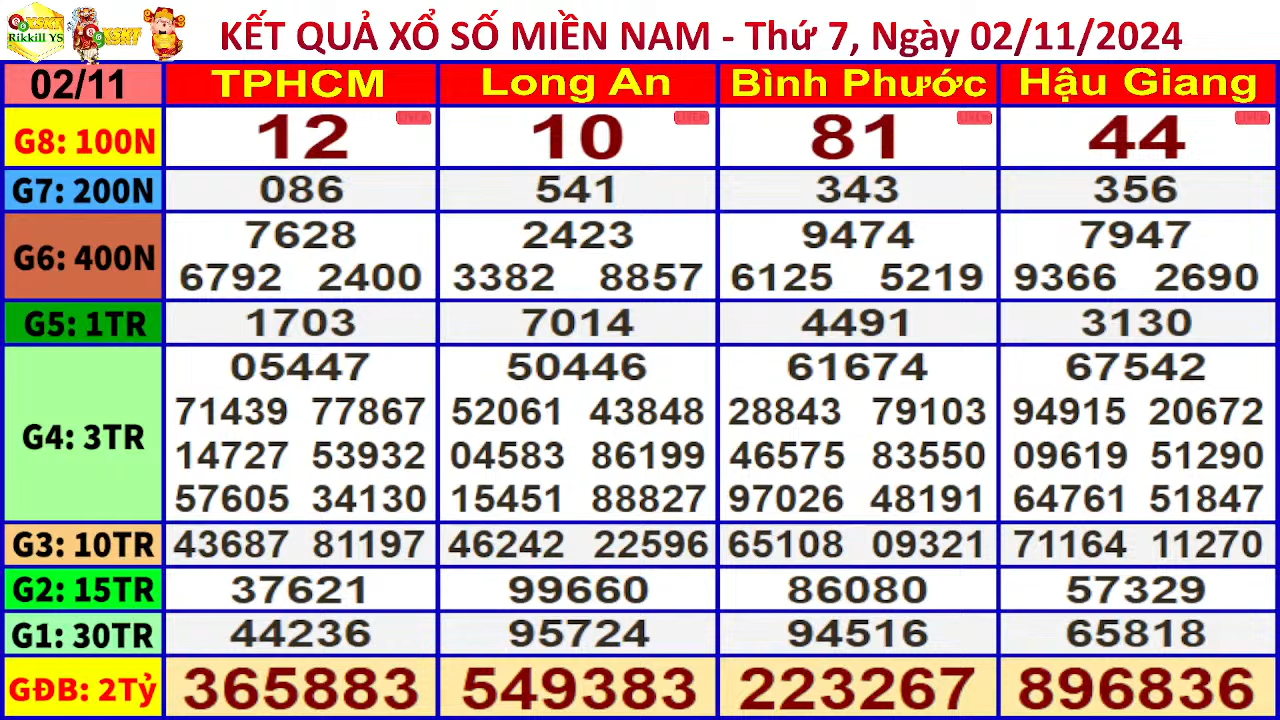 XSKT
Rikkill YS
XSKT
KẾT QUẢ XỔ SỐ MIỀN NAM - Thứ 7, Ngày 02/11/2024
02/11 TPHCM Long An Bình Phước Hậu Giang
G8: 100N 12 10 81 44
G7: 200N 086 541 343 356
7628 2423 9474 7947
G6: 400N
6792 2400 3382 8857 6125 5219 9366 2690
G5: 1TR 1703 7014 4491 3130
05447 50446 61674 67542
71439 77867 52061 43848 28843 79103 94915 20672
G4: 3TR
14727 53932 04583 86199 46575 83550 09619 51290
57605 34130 15451 88827 97026 48191 64761 51847
G3: 10TR 43687 81197 46242 22596 65108 09321 71164 11270
G2: 15TR 37621 99660 86080 57329
G1: 30TR 44236 95724 94516 65818
GĐB: 2Tỷ 365883 549383 223267 896836